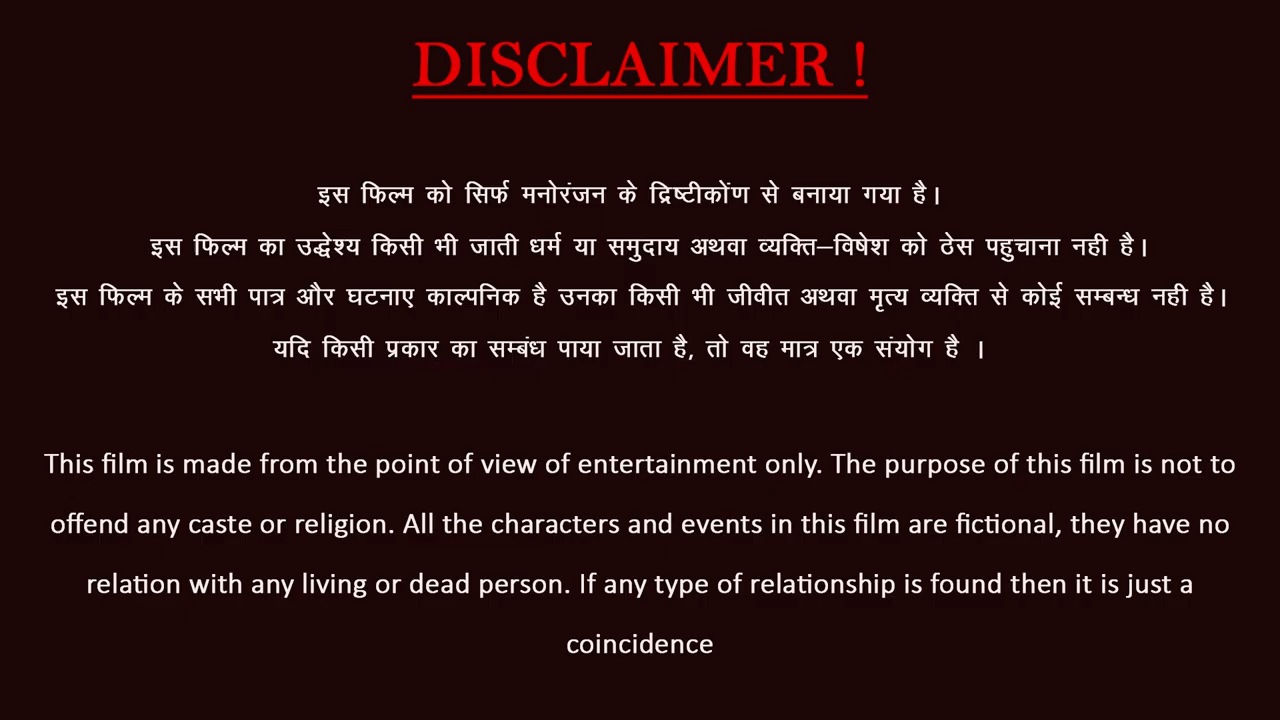 DISCLAIMER !
इस फिल्म को सिर्फ मनोरंजन के द्रिष्टीकोंण से बनाया गया है।
इस फिल्म का उद्धेश्य किसी भी जाती धर्म या समुदाय अथवा व्यक्ति–विषेश को ठेस पहुचाना नही है।
इस फिल्म के सभी पात्र और घटनाए काल्पनिक है उनका किसी भी जीवीत अथवा मृत्य व्यक्ति से कोई सम्बन्ध नही है।
यदि किसी प्रकार का सम्बंध पाया जाता है, तो वह मात्र एक संयोग है ।
This film is made from the point of view of entertainment only. The purpose of this film is not to
offend any caste or religion. All the characters and events in this film are fictional, they have no
relation with any living or dead person. If any type of relationship is found then it is just a
coincidence